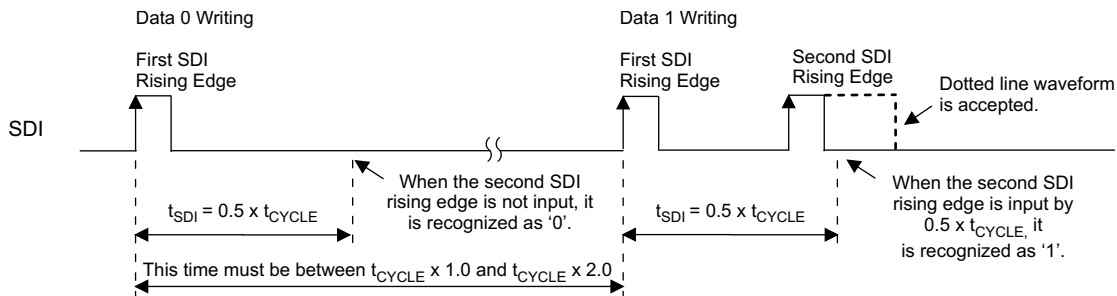 Data 0 Writing
Data 1 Writing
First SDI
Rising Edge
First SDI
Rising Edge
Second SDI
Rising Edge
Dotted line waveform
is accepted.
SDI
When the second SDI
rising edge is not input, it
is recognized as ‘0’.
When the second SDI
rising edge is input by
0.5 x tCYCLE, it
is recognized as ‘1’.
tSDI = 0.5 x tCYCLE
tSDI = 0.5 x tCYCLE
This time must be between tCYCLE x 1.0 and tCYCLE x 2.0